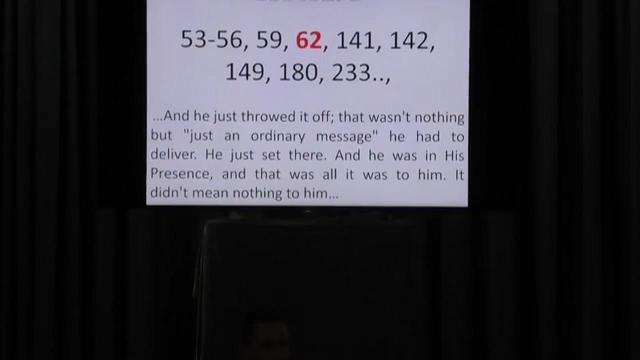 53-56, 59, 62, 141, 142,
149, 180, 233..,
...And he just throwed it off; that wasn't nothing
but "just an ordinary message" he had to
deliver. He just set there. And he was in His
Presence, and that was all it was to him. It
didn't mean nothing to him...